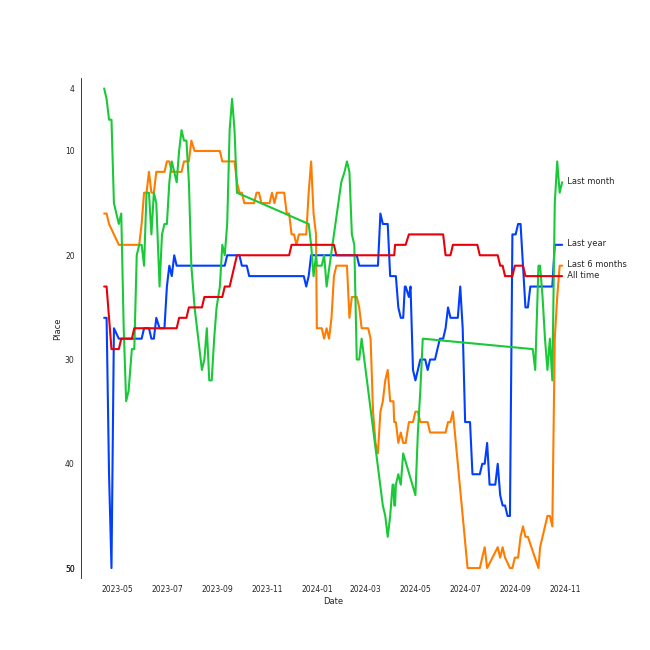 4
10
20
30
40
50
Place
2023-05
2023-07
2023-09
2023-11
2024-01
2024-03
2024-05
2024-07
2024-09
2024-11
Date
Last month
Last year
Last 6 months
All time